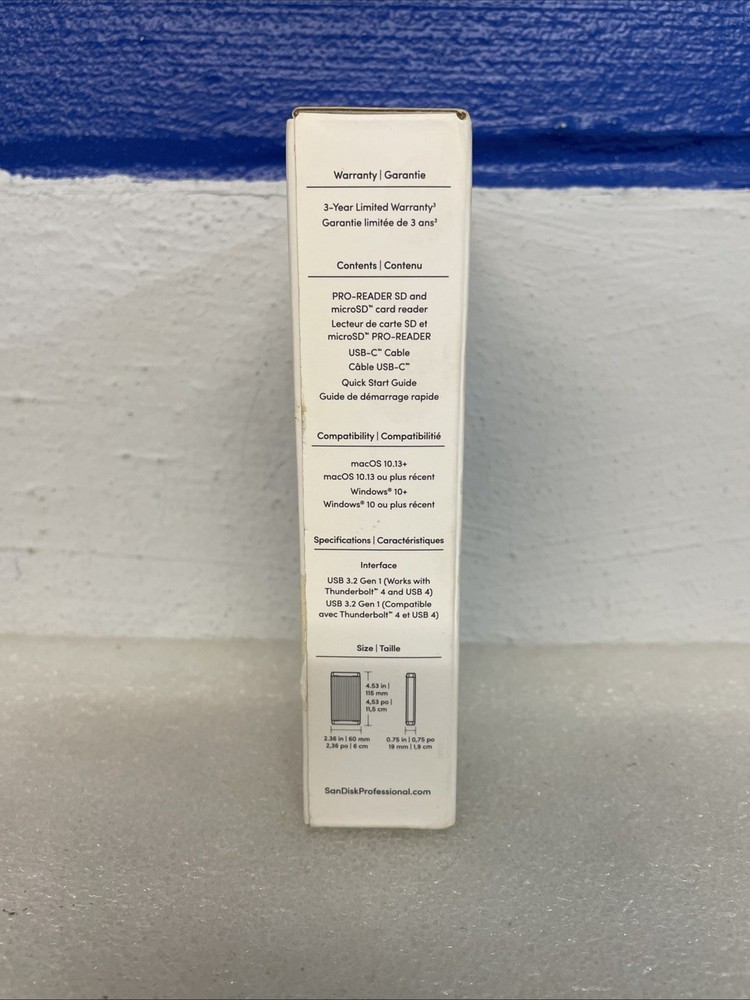 Warranty | Garantie
3-Year Limited Warranty³
Garantie limitée de 3 ans³
Contents | Contenu
PRO-READER SD and
microSD™ card reader
Lecteur de carte SD et
microSD™ PRO-READER
USB-C™ Cable
Câble USB-C™
Quick Start Guide
Guide de démarrage rapide
Compatibility | Compatibilitié
macOS 10.13+
macOS 10.13 ou plus récent
Windows® 10+
Windows® 10 ou plus récent
Specifications | Caractéristiques
Interface
USB 3.2 Gen 1 (Works with
Thunderbolt™ 4 and USB 4)
USB 3.2 Gen 1 (Compatible
avec Thunderbolt™ 4 et USB 4)
Size | Taille
4.53 in |
115 mm
4,53 po |
11,5 cm
2.36 in | 60 mm
2,36 po | 6 cm
0.75 in | 0,75 po
19 mm | 1,9 cm
SanDiskProfessional.com